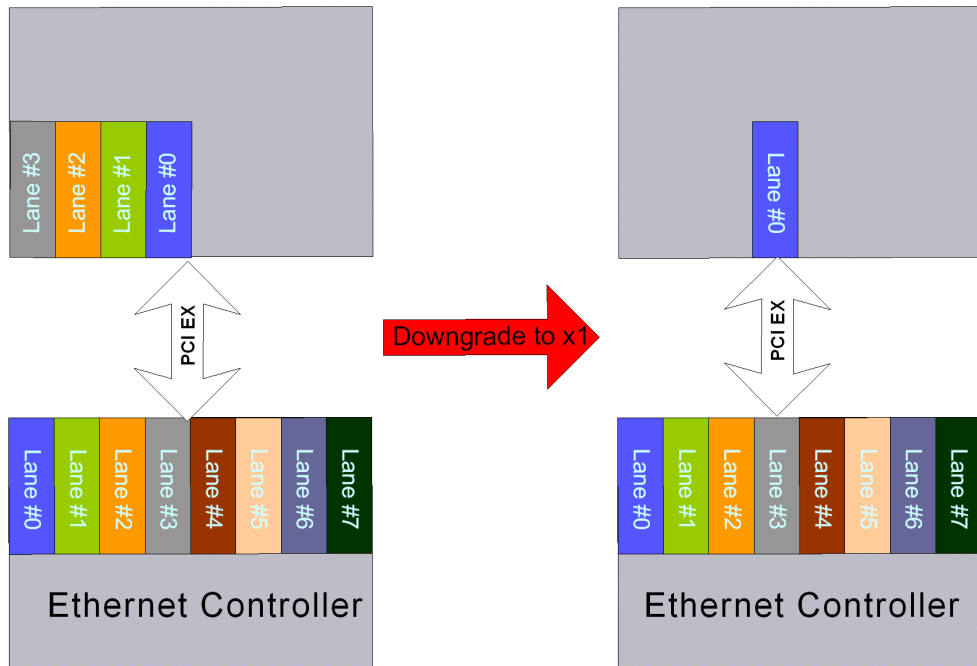 Lane #3
Lane #2
Lane #1
Lane #0
PCI EX
Lane #0
Lane #1
Lane #2
Lane #3
Lane #4
Lane #5
Lane #6
Lane #7
Ethernet Controller
Downgrade to x1
Lane #0
PCI EX
Lane #0
Lane #1
Lane #2
Lane #3
Lane #4
Lane #5
Lane #6
Lane #7
Ethernet Controller